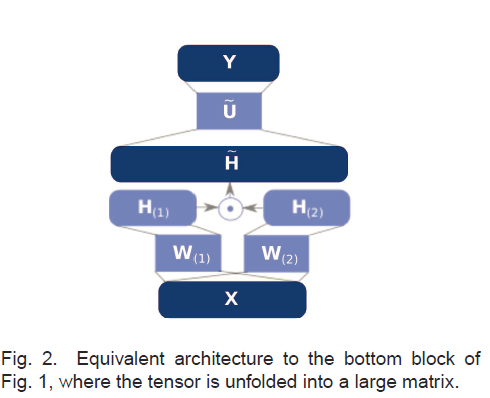 Y
Ũ
H̃
H(1)
H(2)
W(1)
W(2)
X
Fig. 2. Equivalent architecture to the bottom block of
Fig. 1, where the tensor is unfolded into a large matrix.